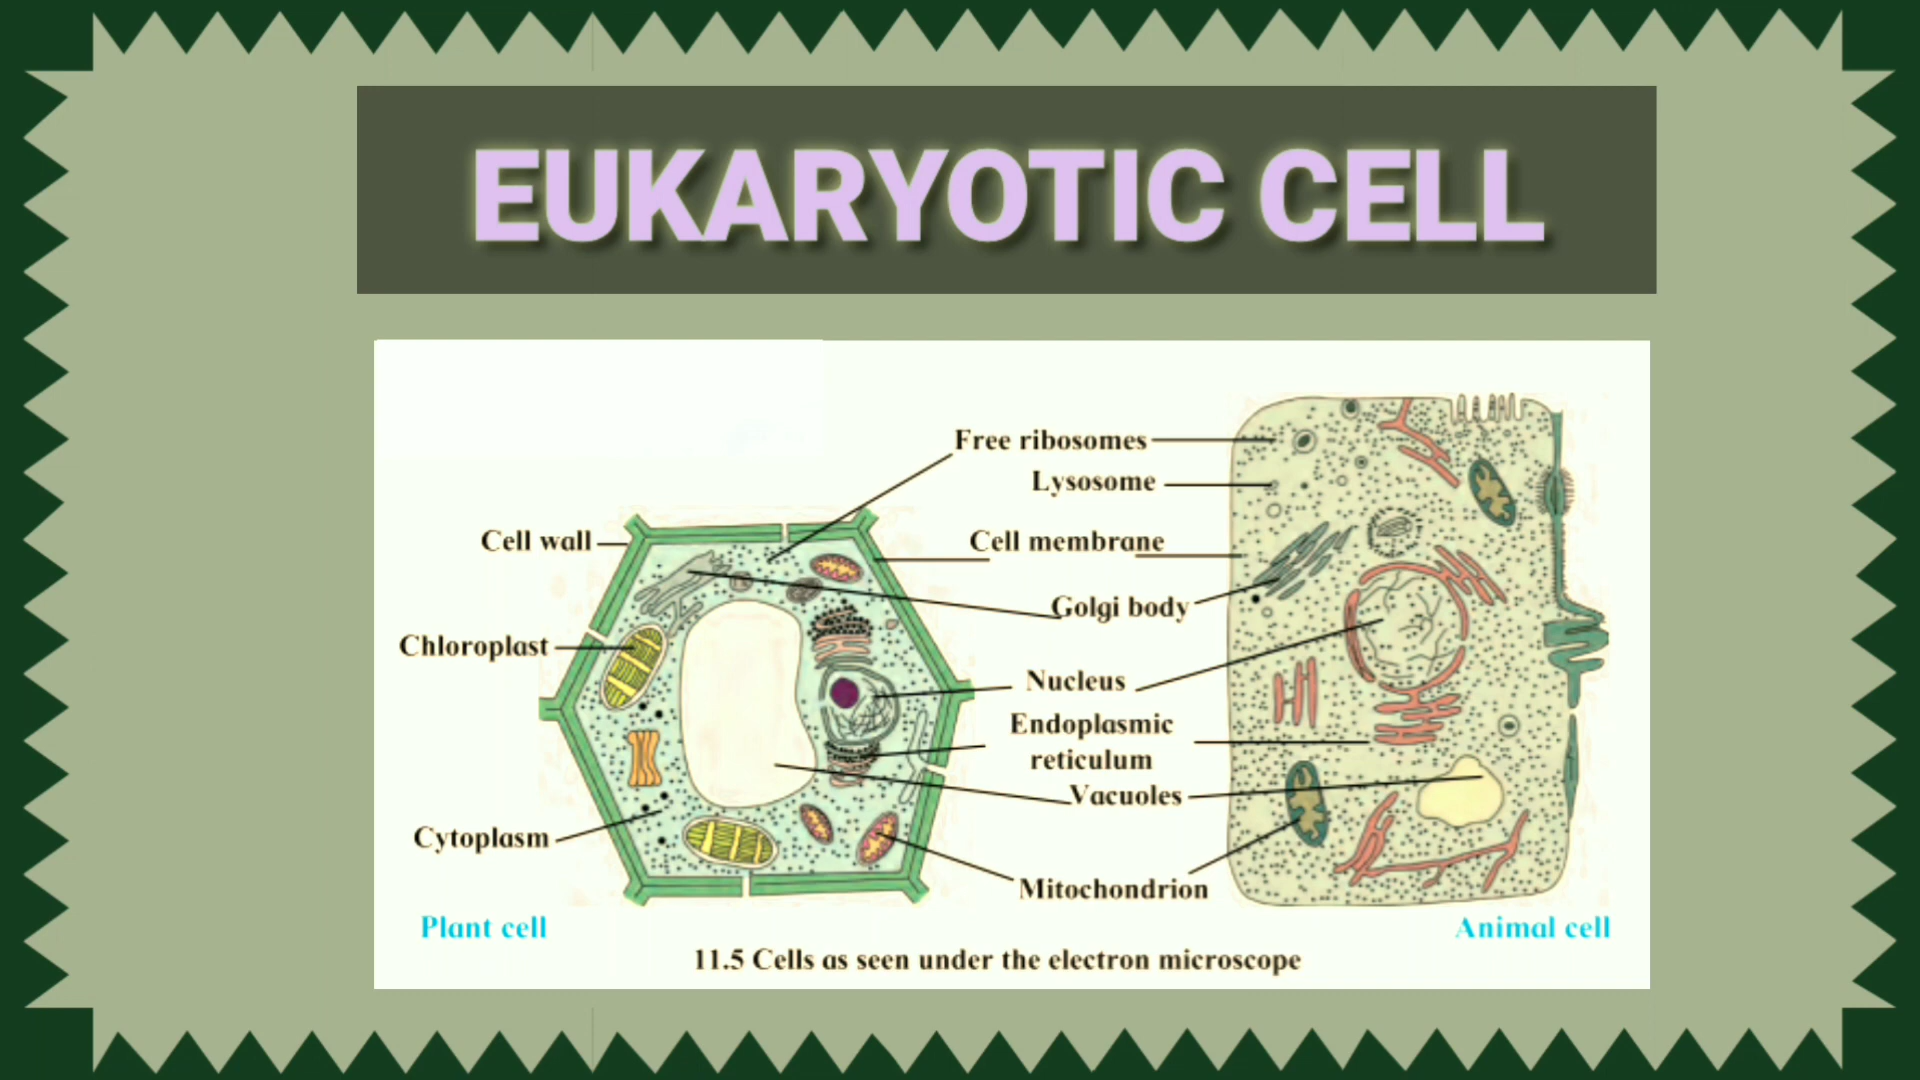 EUKARYOTIC CELL
Free ribosomes
Lysosome
Cell wall
Cell membrane
Golgi body
Chloroplast
Nucleus
Endoplasmic
reticulum
Vacuoles
Cytoplasm
Mitochondrion
Plant cell
Animal cell
11.5 Cells as seen under the electron microscope